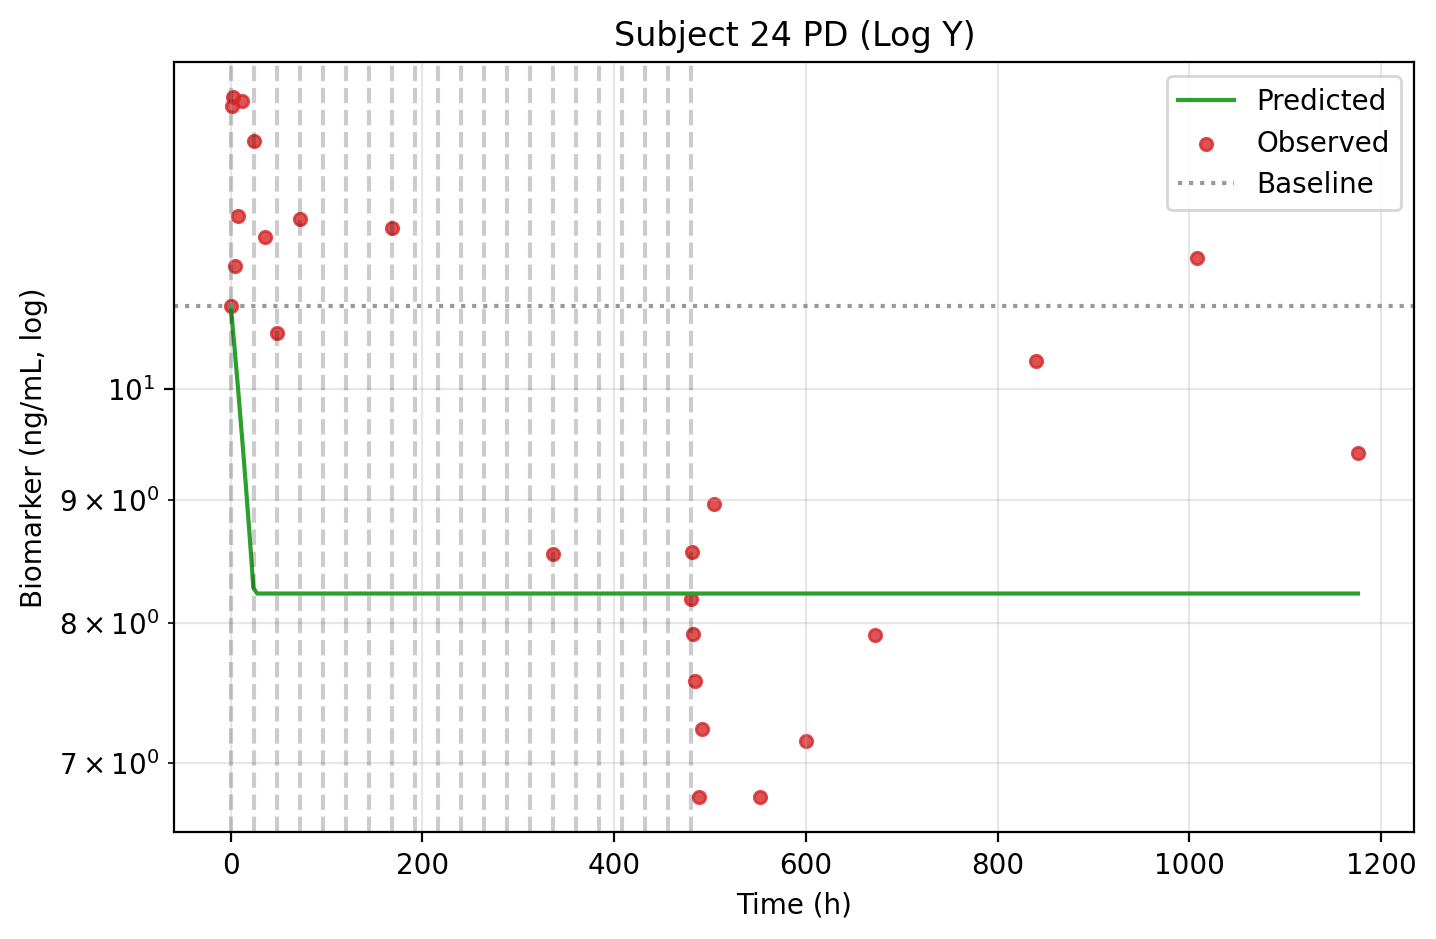 Subject 24 PD (Log Y)
Predicted
Observed
Baseline
Biomarker (ng/mL, log)
10¹
9 × 10⁰
8 × 10⁰
7 × 10⁰
0 200 400 600 800 1000 1200
Time (h)